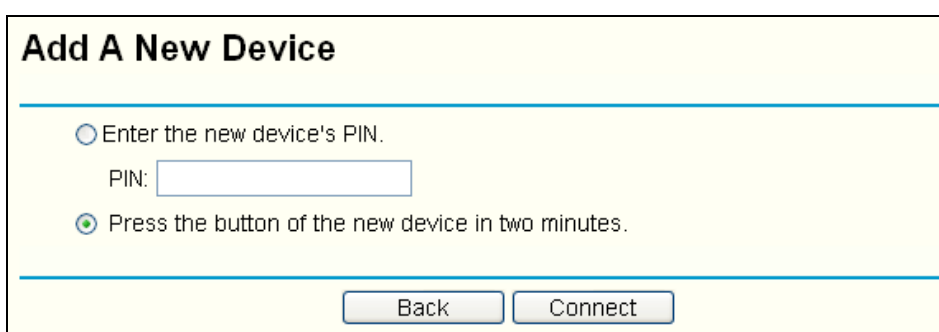 Add A New Device
Enter the new device's PIN.
PIN:
Press the button of the new device in two minutes.
Back Connect